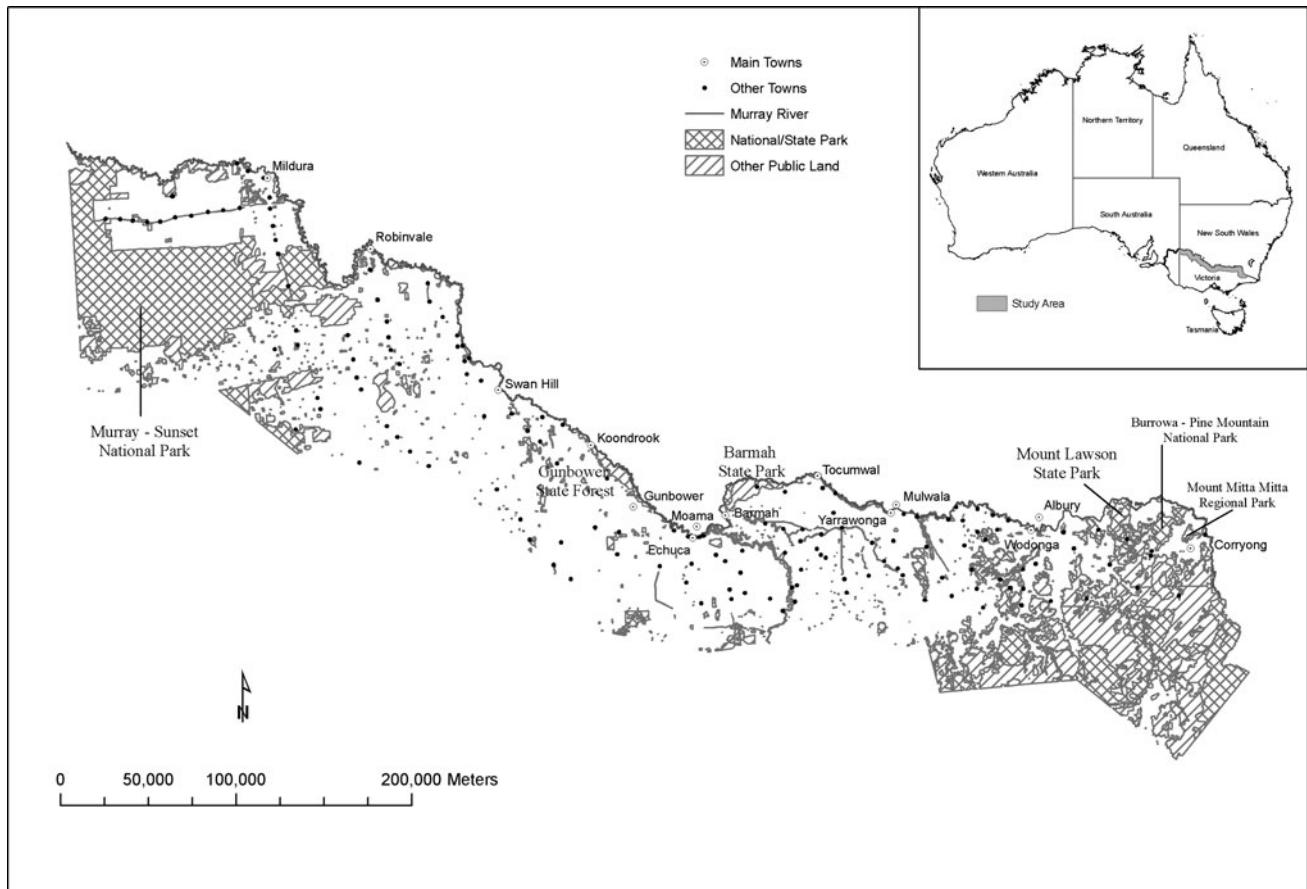 Main Towns
Other Towns
Murray River
National/State Park
Other Public Land
Northern Territory
Queensland
Western Australia
South Australia
New South Wales
Victoria
Study Area
Tasmania
Mildura
Robinvale
Swan Hill
Murray - Sunset
National Park
Koondrook
Gunbower
State Forest
Gunbower
Moama
Echuca
Barmah
State Park
Barmah
Tocumwal
Mulwala
Yarrawonga
Albury
Wodonga
Mount Lawson
State Park
Burrowa - Pine Mountain
National Park
Mount Mitta Mitta
Regional Park
Corryong
N
0 50,000 100,000 200,000 Meters